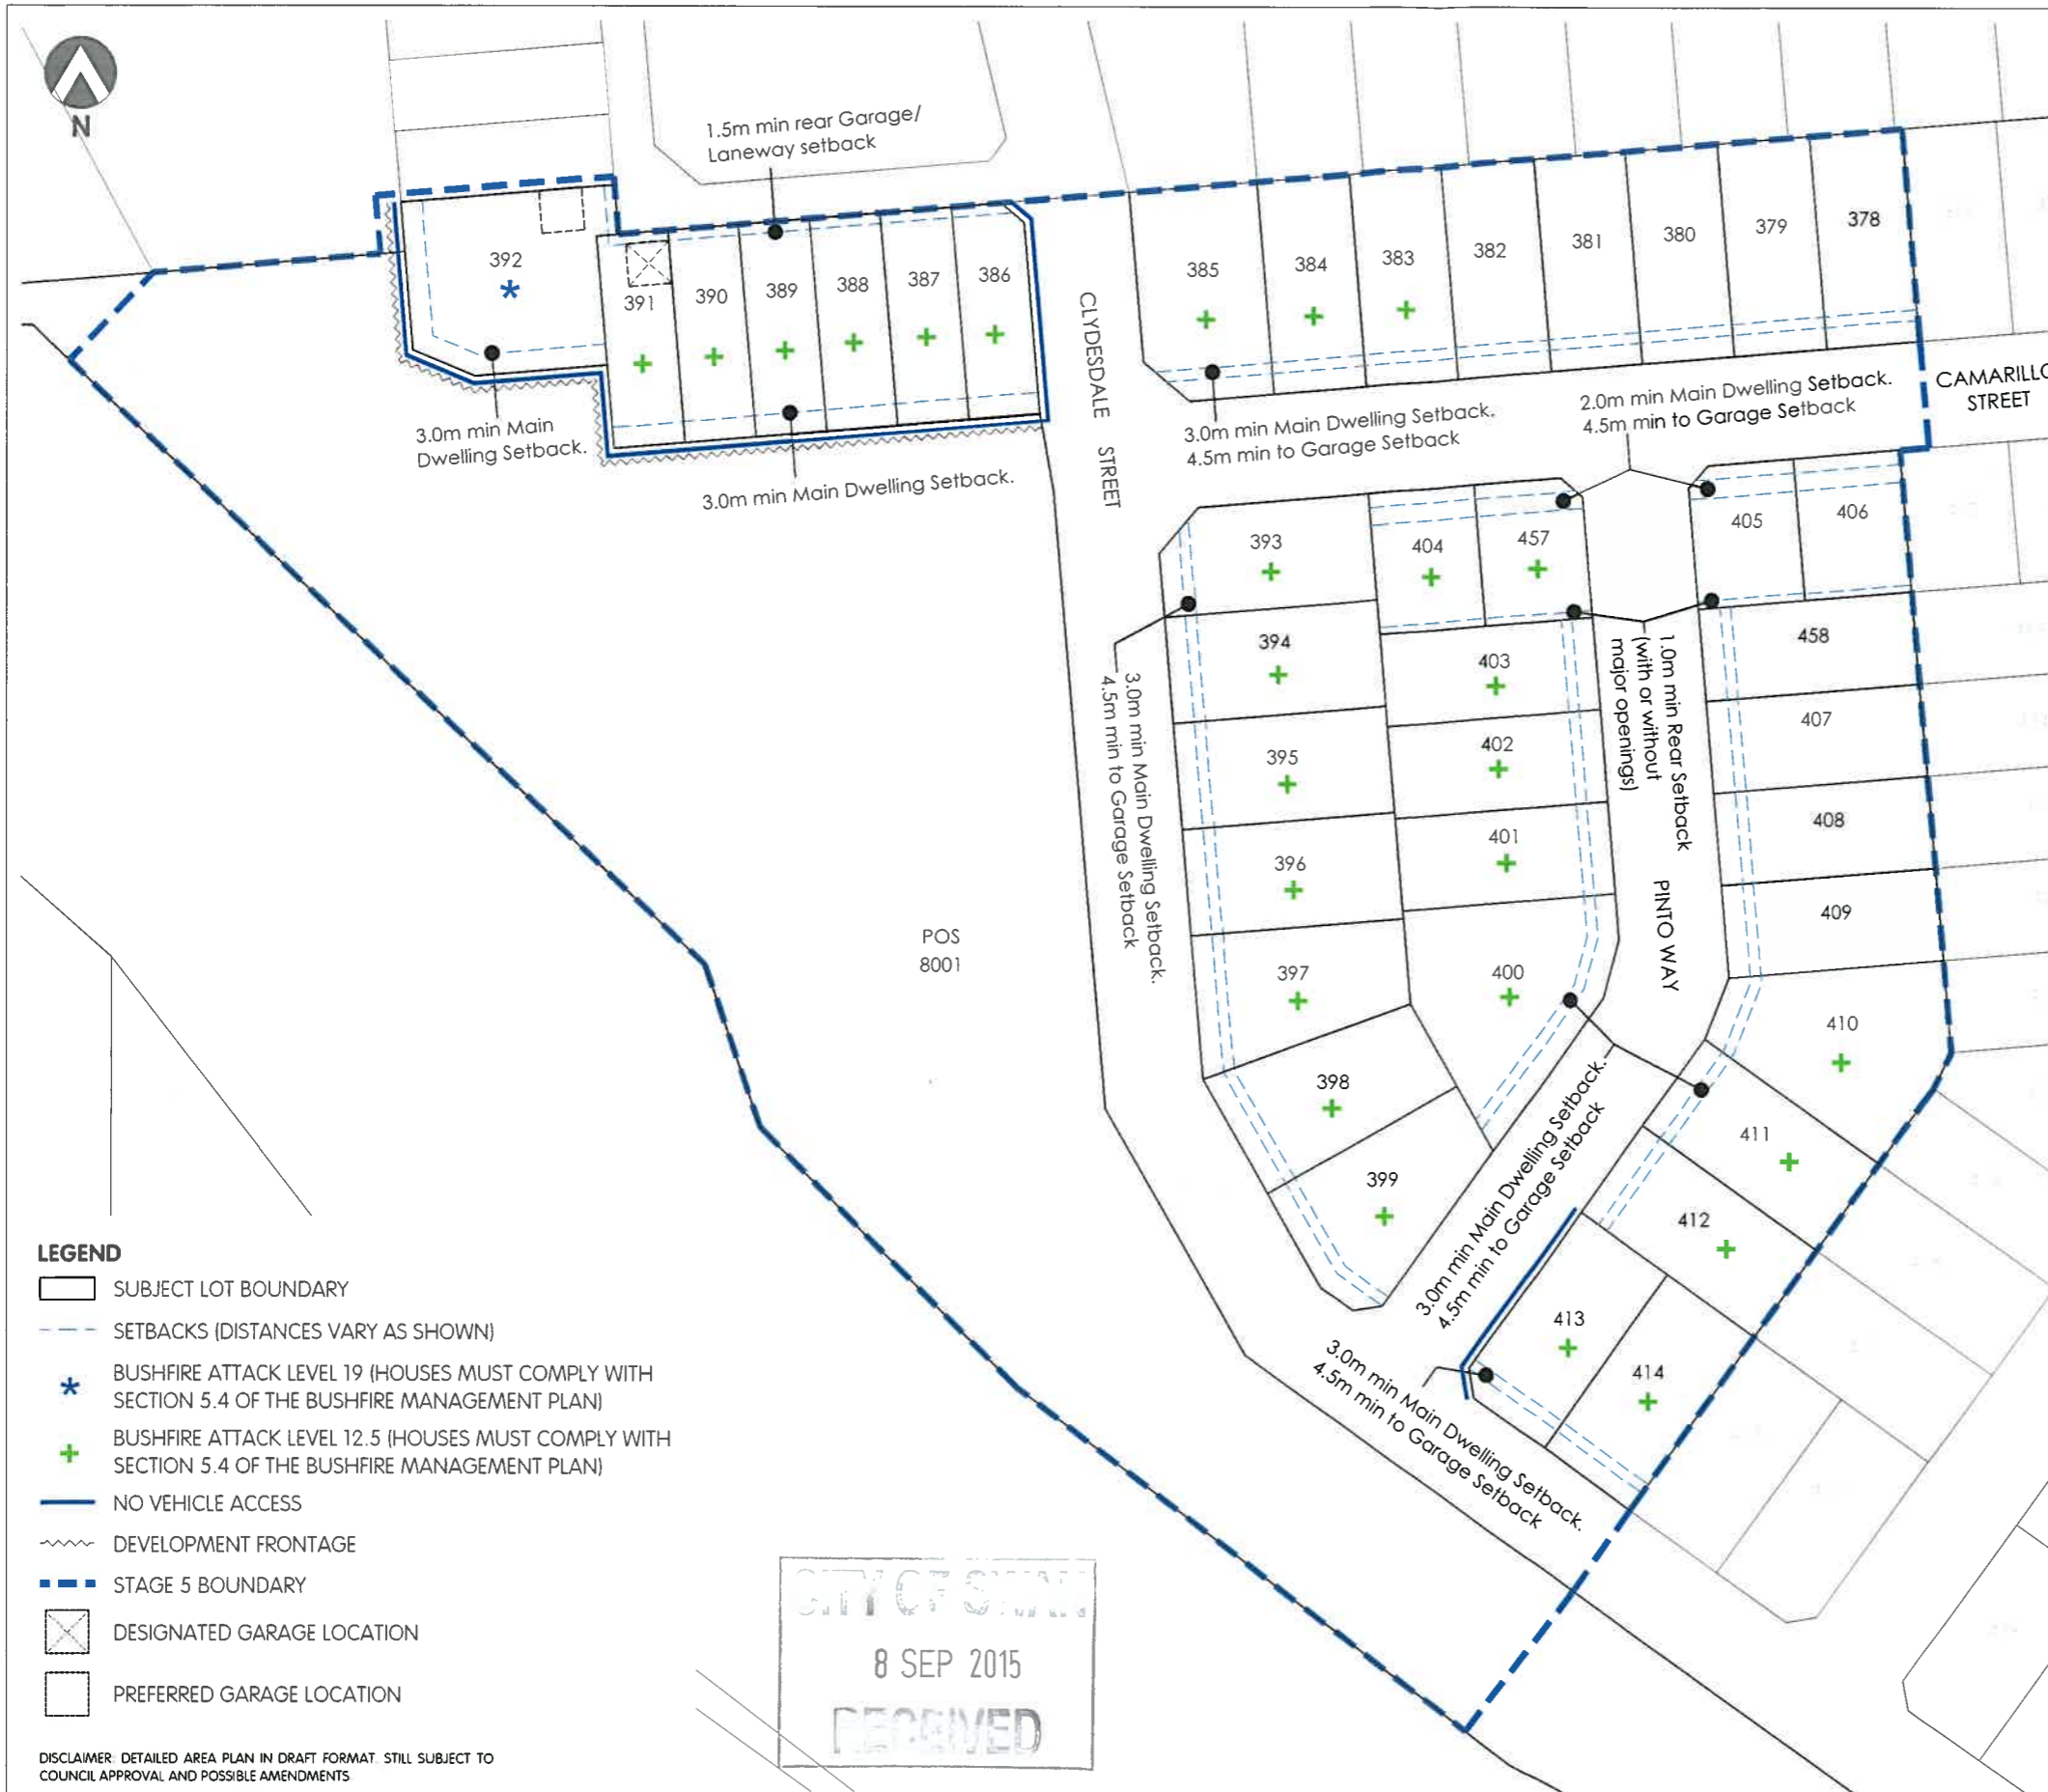 N
1.5m min rear Garage/
Laneway setback
392
391
390
389
388
387
386
385
384
383
382
381
380
379
378
3.0m min Main
Dwelling Setback.
3.0m min Main Dwelling Setback.
CLYDESDALE STREET
3.0m min Main Dwelling Setback.
4.5m min to Garage Setback
2.0m min Main Dwelling Setback.
4.5m min to Garage Setback
CAMARILLO
STREET
393
404
457
405
406
394
403
458
395
402
407
396
401
408
397
400
409
398
410
399
411
412
413
414
3.0m min Main Dwelling Setback.
4.5m min to Garage Setback
1.0m min Rear Setback
(with or without
major openings)
PINTO WAY
POS
8001
3.0m min Main Dwelling Setback.
4.5m min to Garage Setback
3.0m min Main Dwelling Setback.
4.5m min to Garage Setback
LEGEND
SUBJECT LOT BOUNDARY
SETBACKS (DISTANCES VARY AS SHOWN)
BUSHFIRE ATTACK LEVEL 19 (HOUSES MUST COMPLY WITH
SECTION 5.4 OF THE BUSHFIRE MANAGEMENT PLAN)
BUSHFIRE ATTACK LEVEL 12.5 (HOUSES MUST COMPLY WITH
SECTION 5.4 OF THE BUSHFIRE MANAGEMENT PLAN)
NO VEHICLE ACCESS
DEVELOPMENT FRONTAGE
STAGE 5 BOUNDARY
DESIGNATED GARAGE LOCATION
PREFERRED GARAGE LOCATION
DISCLAIMER: DETAILED AREA PLAN IN DRAFT FORMAT. STILL SUBJECT TO
COUNCIL APPROVAL AND POSSIBLE AMENDMENTS
CITY OF SWAN
8 SEP 2015
RECEIVED